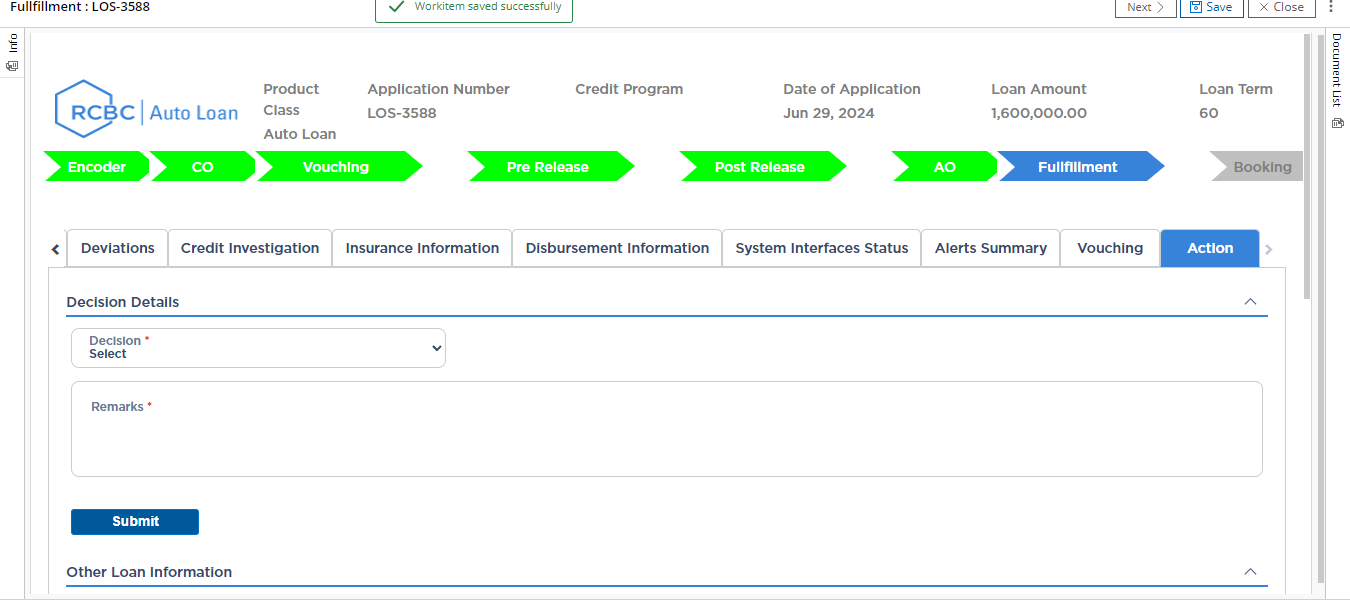 Fullfillment : LOS-3588
Workitem saved successfully
Next
Save
Close
Info
Document List
RCBC Auto Loan
Product Class
Auto Loan
Application Number
LOS-3588
Credit Program
Date of Application
Jun 29, 2024
Loan Amount
1,600,000.00
Loan Term
60
Encoder
CO
Vouching
Pre Release
Post Release
AO
Fullfillment
Booking
Deviations
Credit Investigation
Insurance Information
Disbursement Information
System Interfaces Status
Alerts Summary
Vouching
Action
Decision Details
Decision *
Select
Remarks *
Submit
Other Loan Information